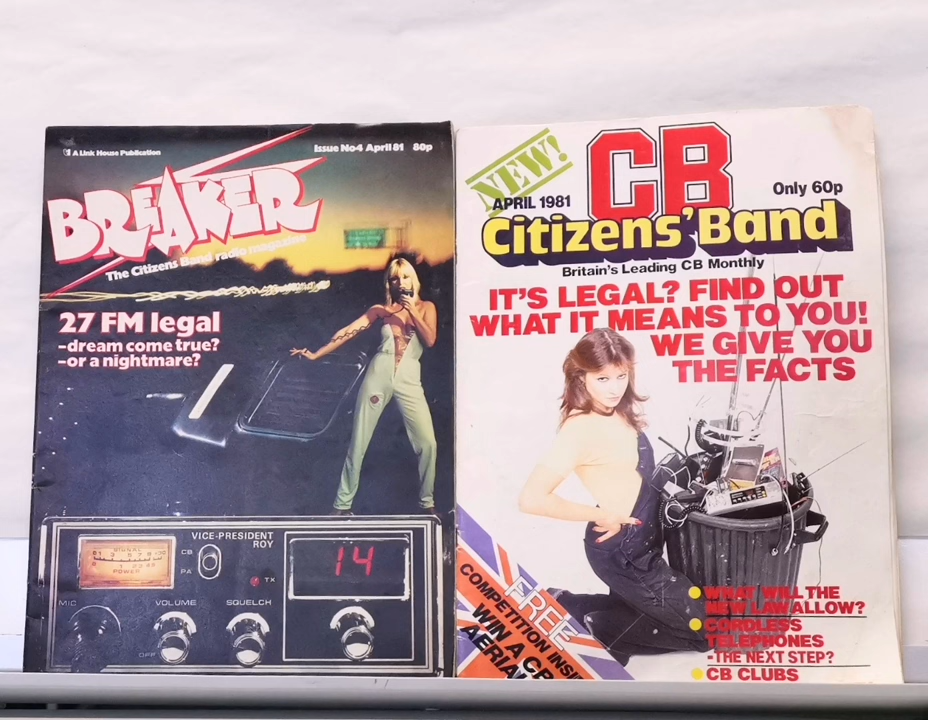 A Link House Publication
Issue No4 April 81 80p
BREAKER
The Citizens Band radio magazine
27 FM legal
-dream come true?
-or a nightmare?
VICE-PRESIDENT
ROY
SIGNAL
POWER
CB
PA
TX
14
MIC
VOLUME
SQUELCH
OFF
NEW!
APRIL 1981
CB
Only 60p
Citizens' Band
Britain's Leading CB Monthly
IT'S LEGAL? FIND OUT
WHAT IT MEANS TO YOU!
WE GIVE YOU
THE FACTS
FREE
COMPETITION INSI
WIN A CB
AERIAL
WHAT WILL THE
NEW LAW ALLOW?
CORDLESS
TELEPHONES
-THE NEXT STEP?
CB CLUBS